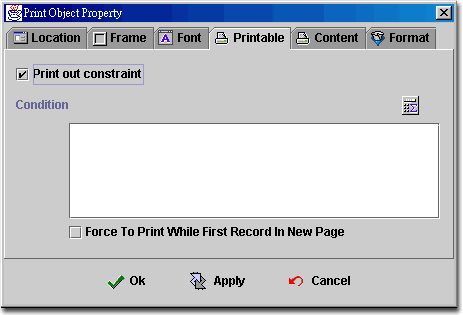 Print Object Property
Location Frame Font Printable Content Format
Print out constraint
Condition
Force To Print While First Record In New Page
Ok Apply Cancel